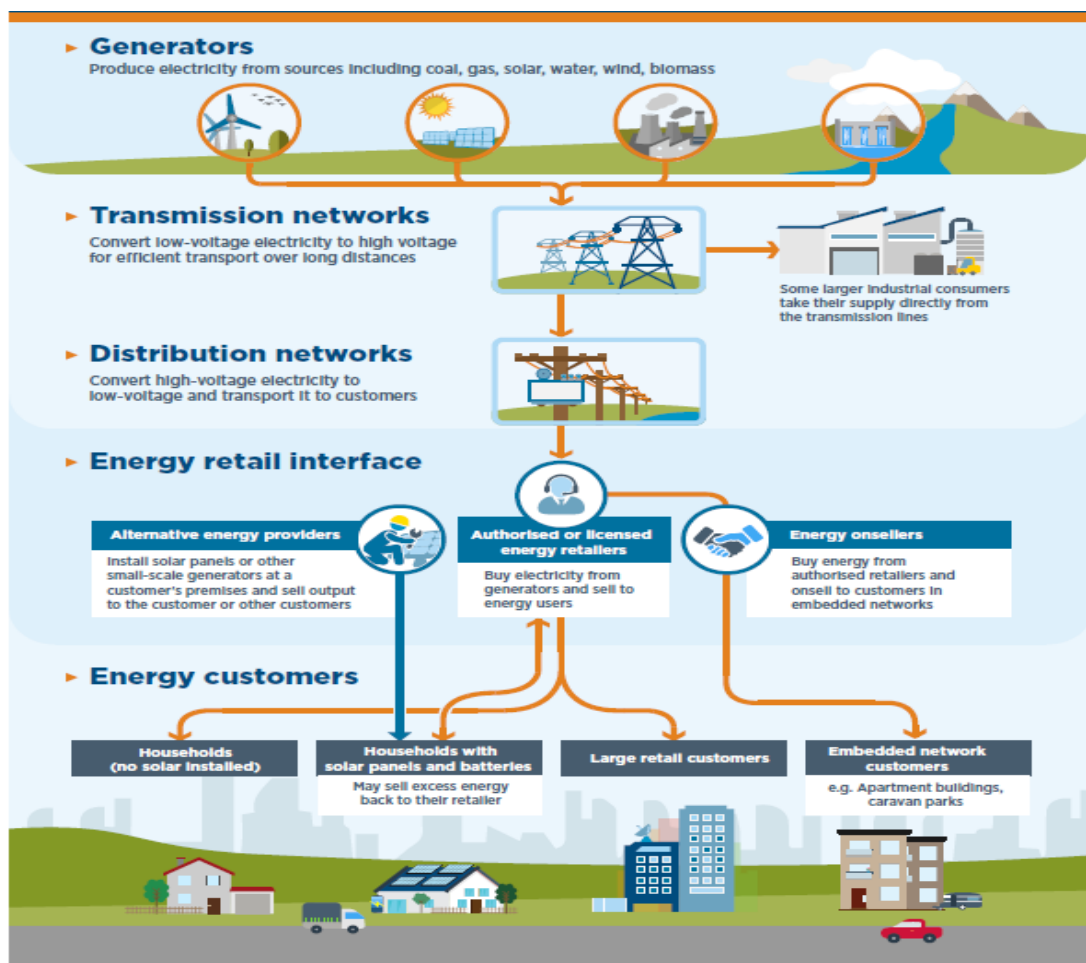 Generators
Produce electricity from sources including coal, gas, solar, water, wind, biomass
Transmission networks
Convert low-voltage electricity to high voltage
for efficient transport over long distances
Some larger industrial consumers
take their supply directly from
the transmission lines
Distribution networks
Convert high-voltage electricity to
low-voltage and transport it to customers
Energy retail interface
Alternative energy providers
Install solar panels or other
small-scale generators at a
customer's premises and sell output
to the customer or other customers
Authorised or licensed
energy retailers
Buy electricity from
generators and sell to
energy users
Energy onsellers
Buy energy from
authorised retailers and
onsell to customers in
embedded networks
Energy customers
Households
(no solar installed)
Households with
solar panels and batteries
May sell excess energy
back to their retailer
Large retail customers
Embedded network
customers
e.g. Apartment buildings,
caravan parks